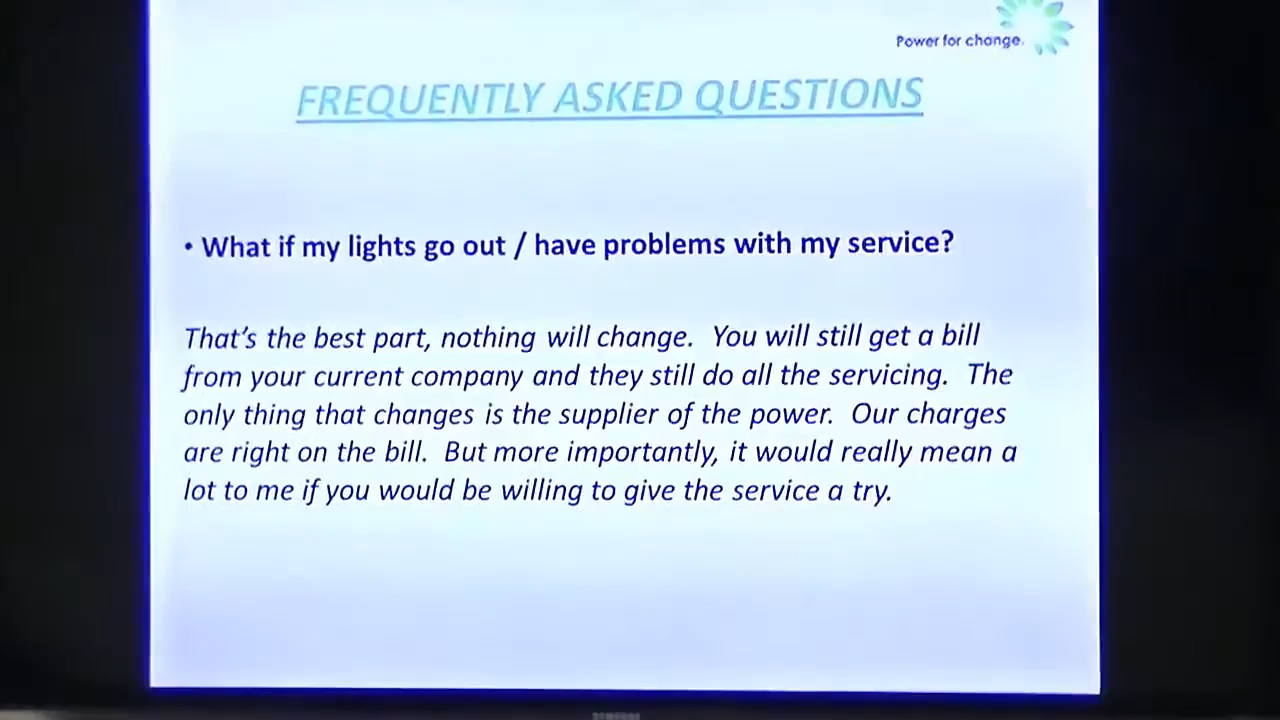 Power for change.
FREQUENTLY ASKED QUESTIONS
• What if my lights go out / have problems with my service?
That's the best part, nothing will change.  You will still get a bill
from your current company and they still do all the servicing.  The
only thing that changes is the supplier of the power.  Our charges
are right on the bill.  But more importantly, it would really mean a
lot to me if you would be willing to give the service a try.
SAMSUNG